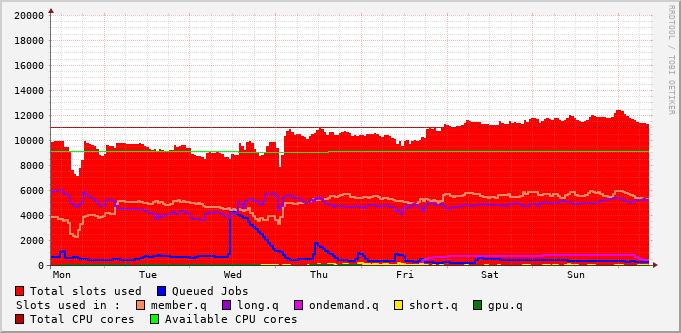 20000
18000
16000
14000
12000
10000
8000
6000
4000
2000
0
Mon Tue Wed Thu Fri Sat Sun
RRDTOOL / TOBI OETIKER
Total slots used Queued Jobs
Slots used in : member.q long.q ondemand.q short.q gpu.q
Total CPU cores Available CPU cores